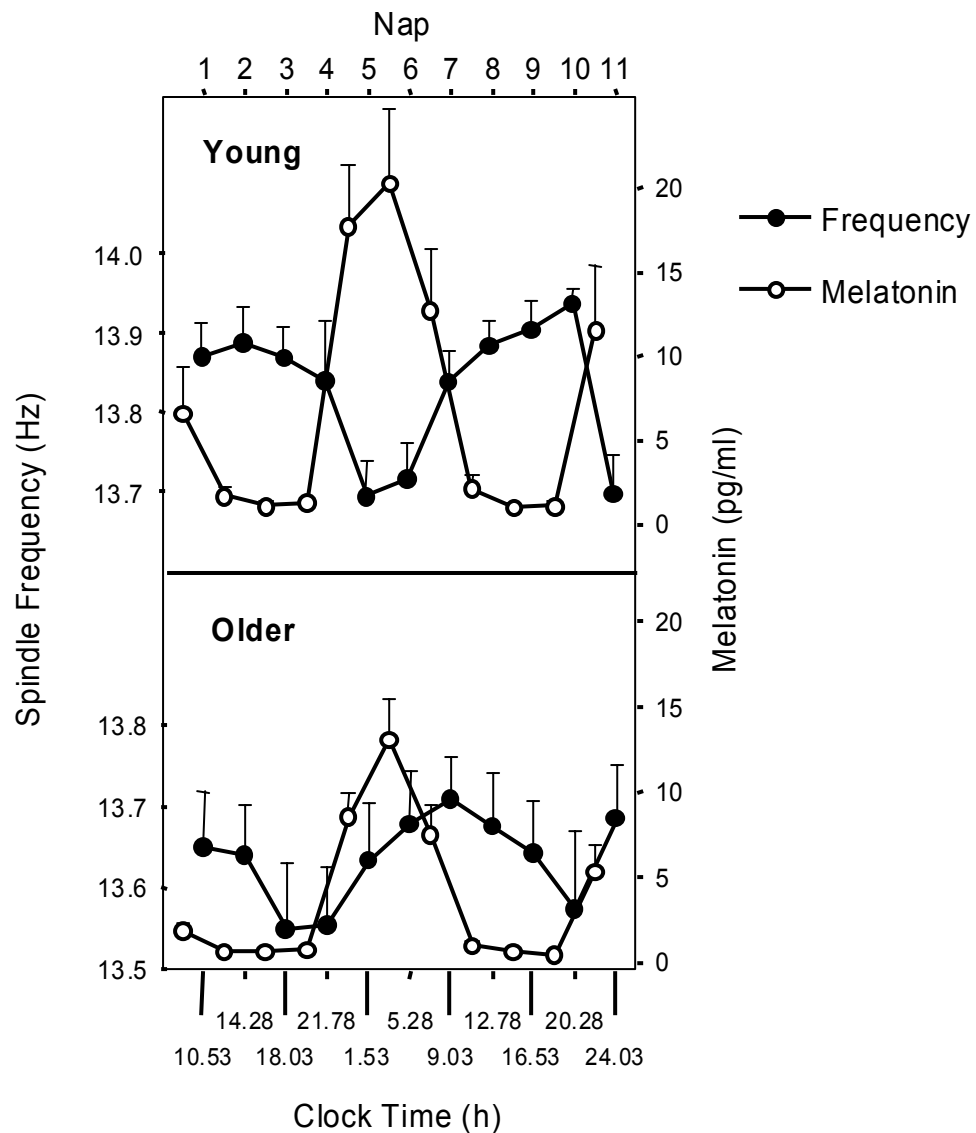 Nap
1 2 3 4 5 6 7 8 9 10 11
Young
Frequency
Melatonin
14.0
13.9
13.8
13.7
20
15
10
5
0
Spindle Frequency (Hz)
Melatonin (pg/ml)
Older
13.8
13.7
13.6
13.5
20
15
10
5
0
14.28 21.78 5.28 12.78 20.28
10.53 18.03 1.53 9.03 16.53 24.03
Clock Time (h)